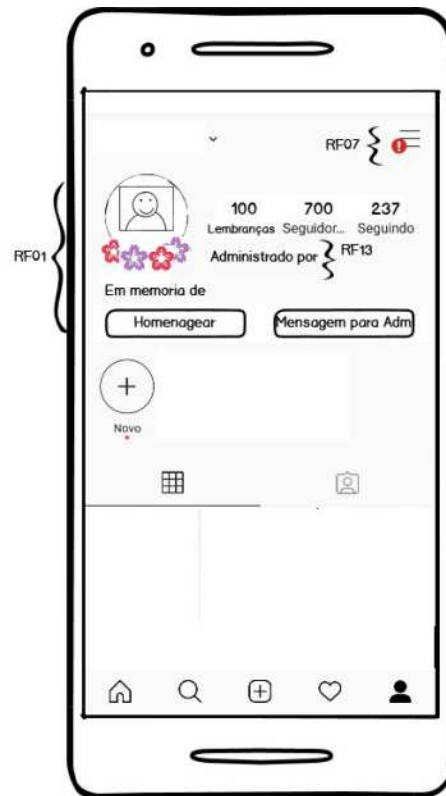 RF07 !
RF01
100 700 237
Lembranças Seguidor... Seguindo
Administrado por RF13
Em memoria de
Homenagear Mensagem para Adm
Novo